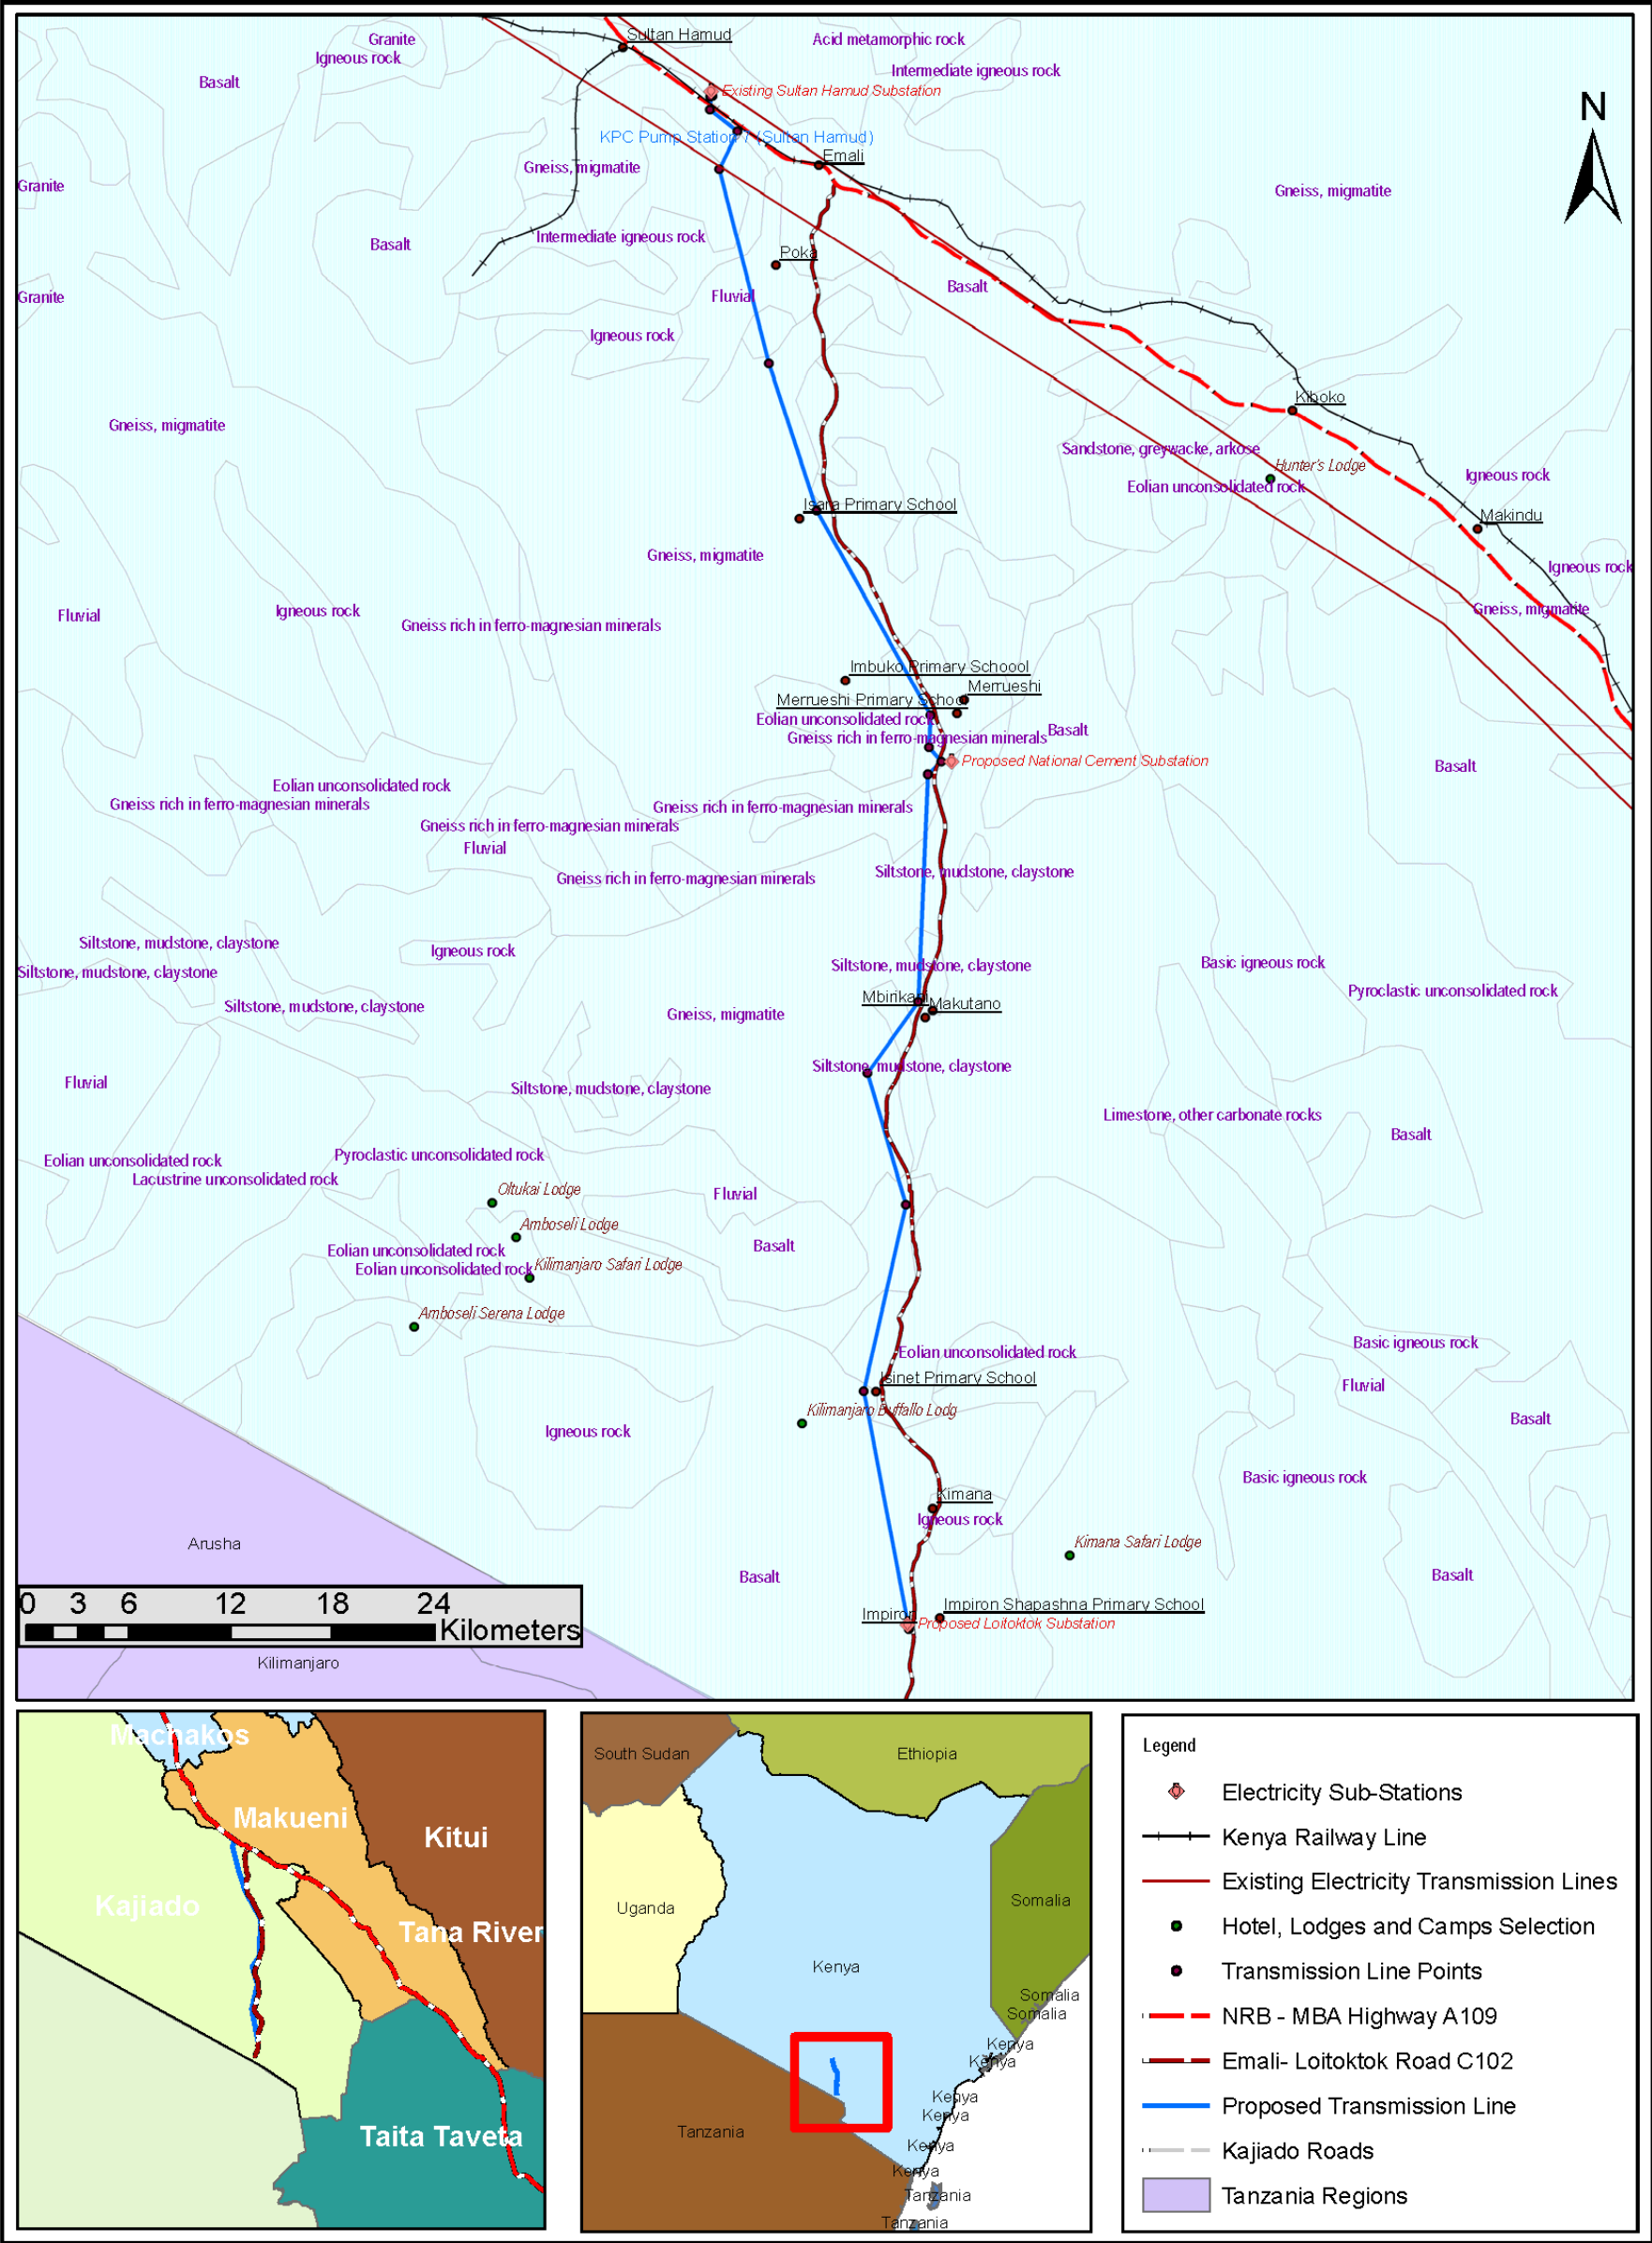 Sultan Hamud
Granite
Acid metamorphic rock
Igneous rock
Intermediate igneous rock
Basalt
Existing Sultan Hamud Substation
N
KPC Pump Station 7 (Sultan Hamud)
Emali
Gneiss, migmatite
Granite
Gneiss, migmatite
Intermediate igneous rock
Basalt
Poka
Basalt
Granite
Fluvial
Igneous rock
Kiboko
Gneiss, migmatite
Sandstone, greywacke, arkose
Hunter's Lodge
Igneous rock
Eolian unconsolidated rock
Isara Primary School
Makindu
Gneiss, migmatite
Igneous rock
Fluvial
Igneous rock
Gneiss, migmatite
Gneiss rich in ferro-magnesian minerals
Imbuko Primary Schoool
Merrueshi
Merrueshi Primary School
Eolian unconsolidated rock
Basalt
Gneiss rich in ferro-magnesian minerals
Proposed National Cement Substation
Basalt
Eolian unconsolidated rock
Gneiss rich in ferro-magnesian minerals
Gneiss rich in ferro-magnesian minerals
Gneiss rich in ferro-magnesian minerals
Fluvial
Siltstone, mudstone, claystone
Gneiss rich in ferro-magnesian minerals
Siltstone, mudstone, claystone
Igneous rock
Siltstone, mudstone, claystone
Basic igneous rock
Siltstone, mudstone, claystone
Pyroclastic unconsolidated rock
Mbirikani
Makutano
Siltstone, mudstone, claystone
Gneiss, migmatite
Siltstone, mudstone, claystone
Fluvial
Siltstone, mudstone, claystone
Limestone, other carbonate rocks
Basalt
Eolian unconsolidated rock
Pyroclastic unconsolidated rock
Lacustrine unconsolidated rock
Oltukai Lodge
Fluvial
Amboseli Lodge
Basalt
Eolian unconsolidated rock
Kilimanjaro Safari Lodge
Eolian unconsolidated rock
Amboseli Serena Lodge
Basic igneous rock
Eolian unconsolidated rock
Isinet Primary School
Fluvial
Kilimanjaro Buffallo Lodg
Basalt
Igneous rock
Basic igneous rock
Kimana
Igneous rock
Kimana Safari Lodge
Arusha
Basalt
Basalt
0 3 6 12 18 24
Kilometers
Impiron
Impiron Shapashna Primary School
Proposed Loitoktok Substation
Kilimanjaro
Machakos
Makueni
Kitui
Kajiado
Tana River
Taita Taveta
South Sudan
Ethiopia
Uganda
Somalia
Kenya
Somalia
Somalia
Kenya
Kenya
Kenya
Kenya
Tanzania
Kenya
Kenya
Tanzania
Tanzania
Legend
Electricity Sub-Stations
Kenya Railway Line
Existing Electricity Transmission Lines
Hotel, Lodges and Camps Selection
Transmission Line Points
NRB - MBA Highway A109
Emali- Loitoktok Road C102
Proposed Transmission Line
Kajiado Roads
Tanzania Regions